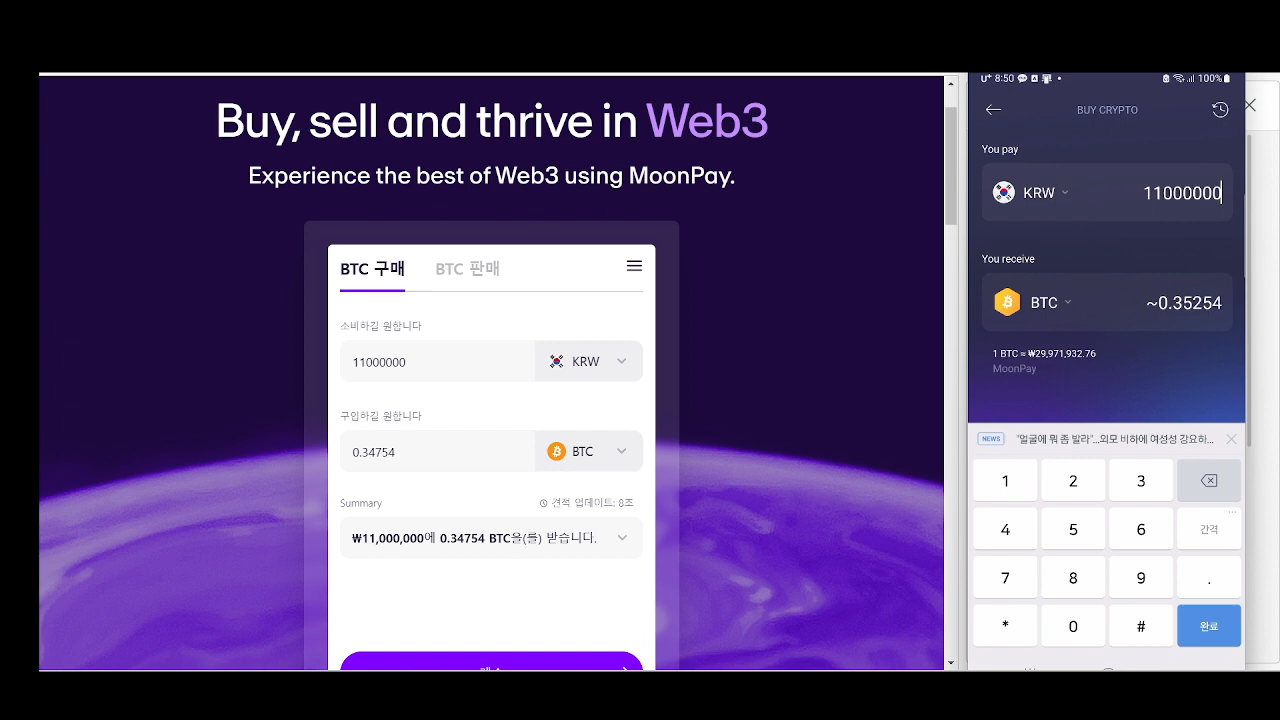 Buy, sell and thrive in Web3
Experience the best of Web3 using MoonPay.
BTC 구매
BTC 판매
소비하길 원합니다
11000000
KRW
구입하길 원합니다
0.34754
BTC
Summary
견적 업데이트: 8초
₩11,000,000에 0.34754 BTC을(를) 받습니다.
U+ 8:50
100%
BUY CRYPTO
You pay
KRW
11000000
You receive
BTC
~0.35254
1 BTC ≈ ₩29,971,932.76
MoonPay
NEWS
"얼굴에 뭐 좀 발라"...외모 비하에 여성성 강요하...
1
2
3
4
5
6
간격
7
8
9
.
*
0
#
완료